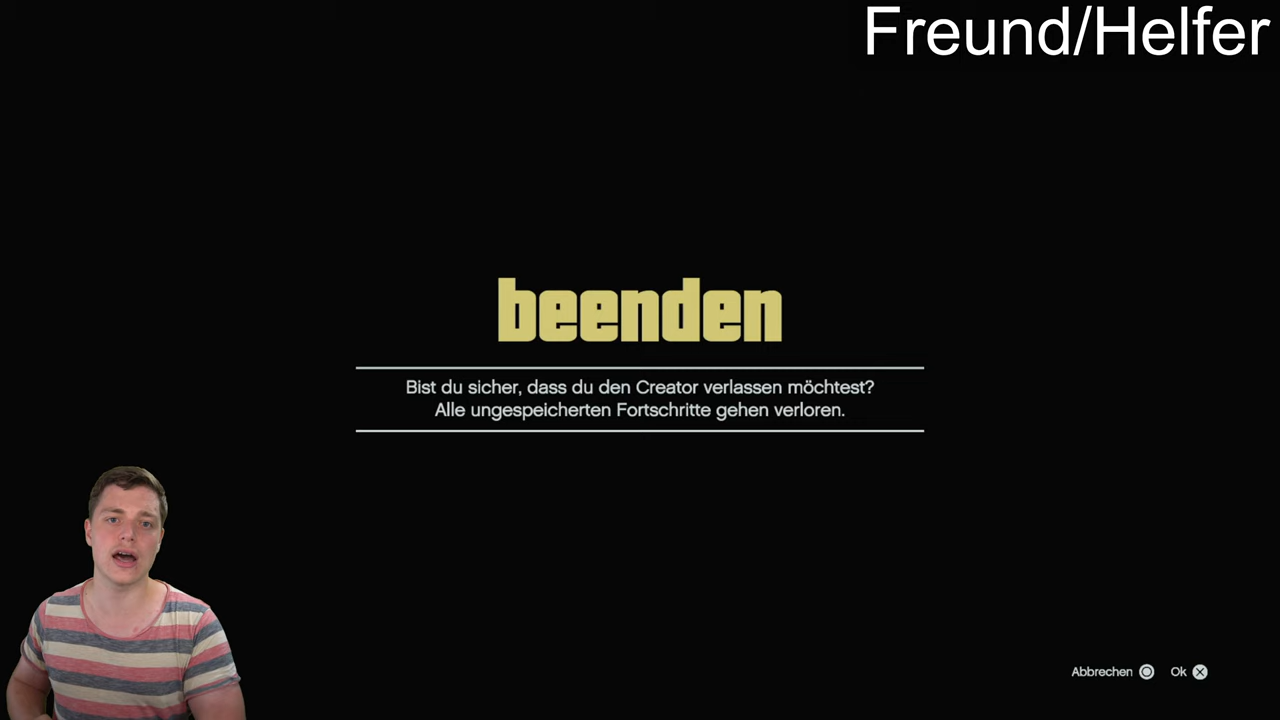 Freund/Helfer
beenden
Bist du sicher, dass du den Creator verlassen möchtest?
Alle ungespeicherten Fortschritte gehen verloren.
Abbrechen Ok